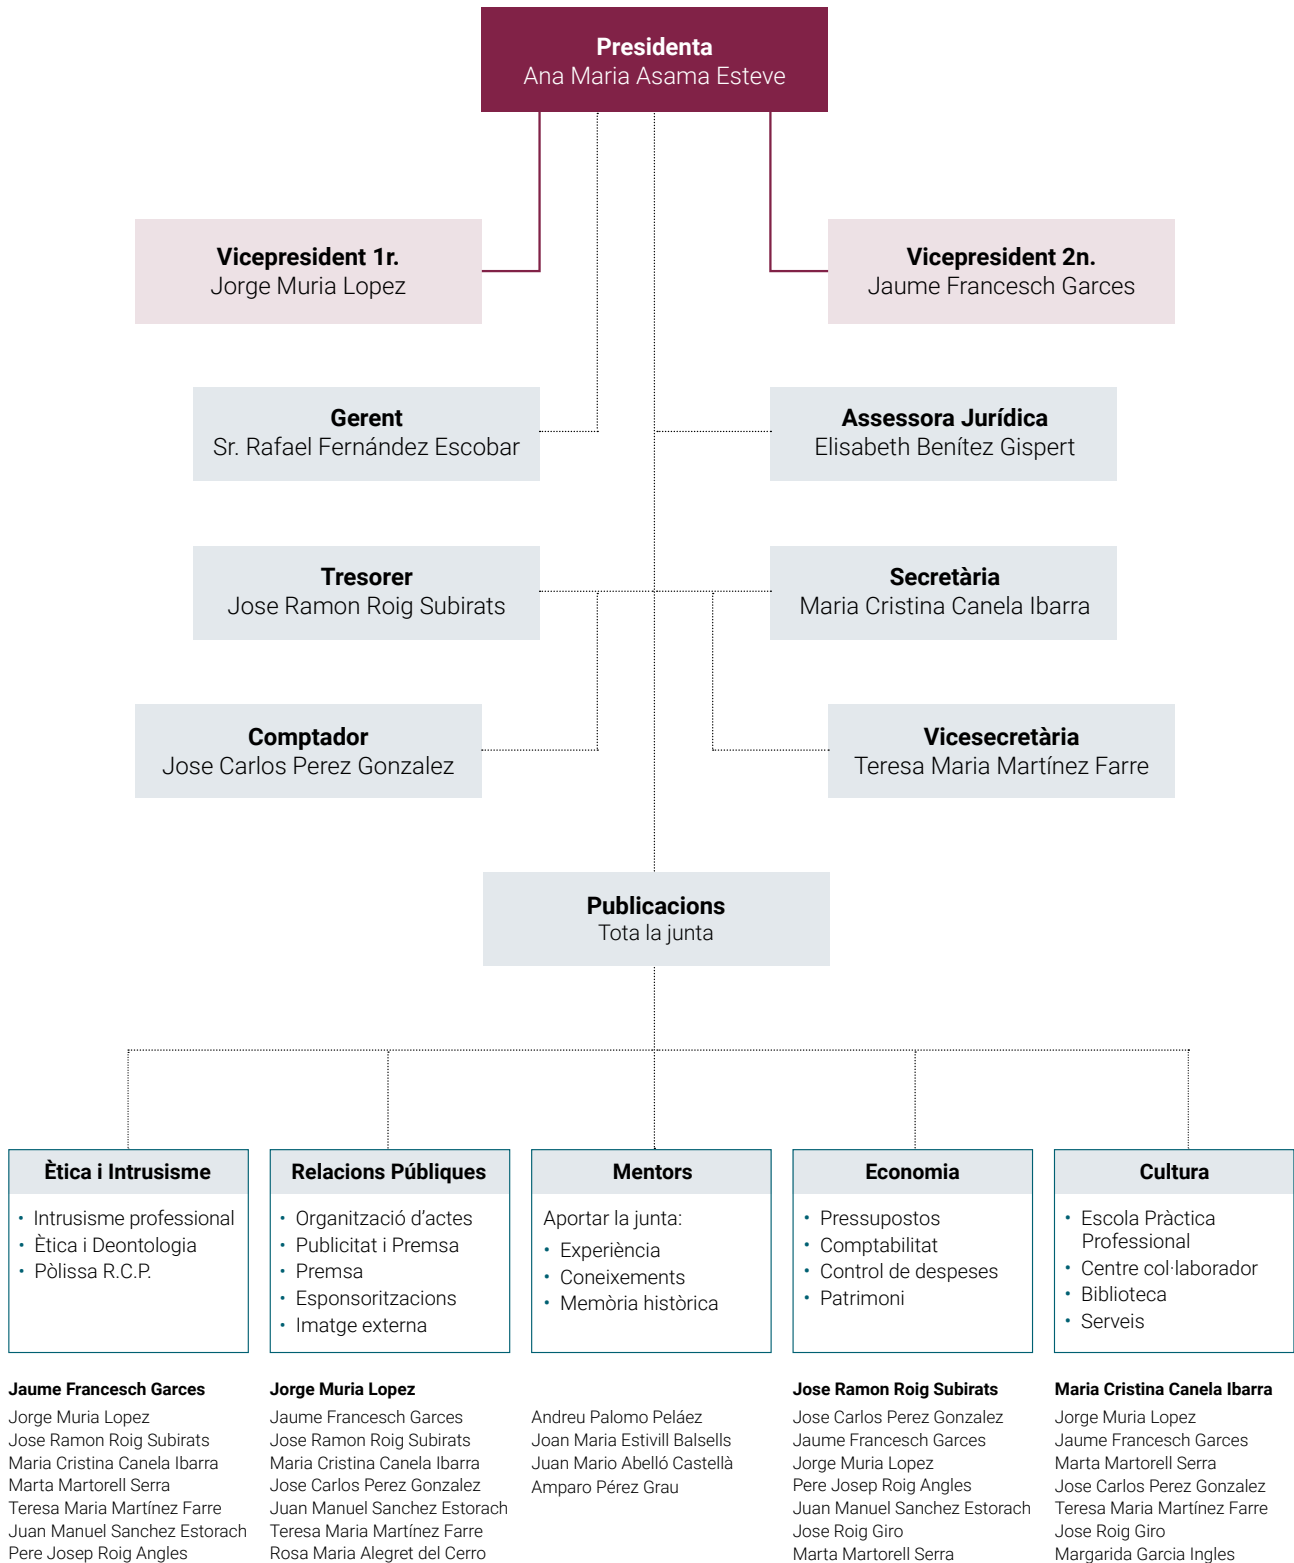 Presidenta
Ana Maria Asama Esteve
Vicepresident 1r.
Jorge Muria Lopez
Vicepresident 2n.
Jaume Francesch Garces
Gerent
Sr. Rafael Fernández Escobar
Assessora Jurídica
Elisabeth Benítez Gispert
Tresorer
Jose Ramon Roig Subirats
Secretària
Maria Cristina Canela Ibarra
Comptador
Jose Carlos Perez Gonzalez
Vicesecretària
Teresa Maria Martínez Farre
Publicacions
Tota la junta
Ètica i Intrusisme
• Intrusisme professional
• Ètica i Deontologia
• Pòlissa R.C.P.
Jaume Francesch Garces
Jorge Muria Lopez
Jose Ramon Roig Subirats
Maria Cristina Canela Ibarra
Marta Martorell Serra
Teresa Maria Martínez Farre
Juan Manuel Sanchez Estorach
Pere Josep Roig Angles
Relacions Públiques
• Organització d'actes
• Publicitat i Premsa
• Premsa
• Esponsoritzacions
• Imatge externa
Jorge Muria Lopez
Jaume Francesch Garces
Jose Ramon Roig Subirats
Maria Cristina Canela Ibarra
Jose Carlos Perez Gonzalez
Juan Manuel Sanchez Estorach
Teresa Maria Martínez Farre
Rosa Maria Alegret del Cerro
Mentors
Aportar la junta:
• Experiència
• Coneixements
• Memòria històrica
Andreu Palomo Peláez
Joan Maria Estivill Balsells
Juan Mario Abelló Castellà
Amparo Pérez Grau
Economia
• Pressupostos
• Comptabilitat
• Control de despeses
• Patrimoni
Jose Ramon Roig Subirats
Jose Carlos Perez Gonzalez
Jaume Francesch Garces
Jorge Muria Lopez
Pere Josep Roig Angles
Juan Manuel Sanchez Estorach
Jose Roig Giro
Marta Martorell Serra
Cultura
• Escola Pràctica
Professional
• Centre col·laborador
• Biblioteca
• Serveis
Maria Cristina Canela Ibarra
Jorge Muria Lopez
Jaume Francesch Garces
Marta Martorell Serra
Jose Carlos Perez Gonzalez
Teresa Maria Martínez Farre
Jose Roig Giro
Margarida Garcia Ingles